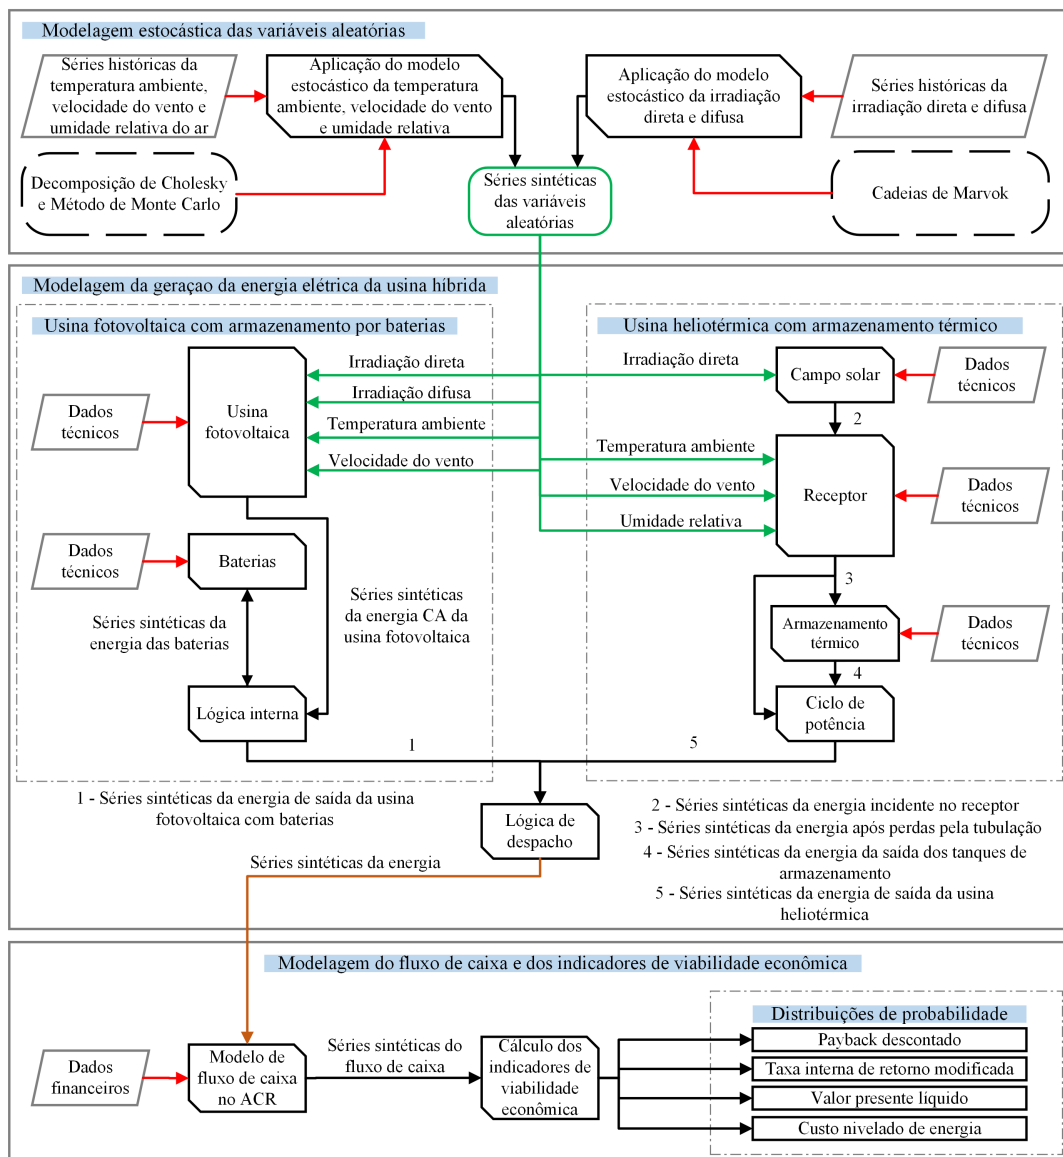 Modelagem estocástica das variáveis aleatórias
Séries históricas da
temperatura ambiente,
velocidade do vento e
umidade relativa do ar
Aplicação do modelo
estocástico da temperatura
ambiente, velocidade do vento
e umidade relativa
Aplicação do modelo
estocástico da irradiação
direta e difusa
Séries históricas da
irradiação direta e difusa
Decomposição de Cholesky
e Método de Monte Carlo
Séries sintéticas
das variáveis
aleatórias
Cadeias de Marvok
Modelagem da geraçao da energia elétrica da usina híbrida
Usina fotovoltaica com armazenamento por baterias
Usina heliotérmica com armazenamento térmico
Usina
fotovoltaica
Dados
técnicos
Irradiação direta
Irradiação difusa
Temperatura ambiente
Velocidade do vento
Irradiação direta
Campo solar
Dados
técnicos
2
Temperatura ambiente
Velocidade do vento
Umidade relativa
Receptor
Dados
técnicos
Dados
técnicos
Baterias
Séries sintéticas da
energia das baterias
Séries sintéticas
da energia CA da
usina fotovoltaica
3
Armazenamento
térmico
Dados
técnicos
4
Lógica interna
Ciclo de
potência
1
5
1 - Séries sintéticas da energia de saída da usina
fotovoltaica com baterias
Lógica de
despacho
2 - Séries sintéticas da energia incidente no receptor
3 - Séries sintéticas da energia após perdas pela tubulação
4 - Séries sintéticas da energia da saída dos tanques de
armazenamento
5 - Séries sintéticas da energia de saída da usina
heliotérmica
Séries sintéticas da energia
Modelagem do fluxo de caixa e dos indicadores de viabilidade econômica
Dados
financeiros
Modelo de
fluxo de caixa
no ACR
Séries sintéticas do
fluxo de caixa
Cálculo dos
indicadores de
viabilidade
econômica
Distribuições de probabilidade
Payback descontado
Taxa interna de retorno modificada
Valor presente líquido
Custo nivelado de energia